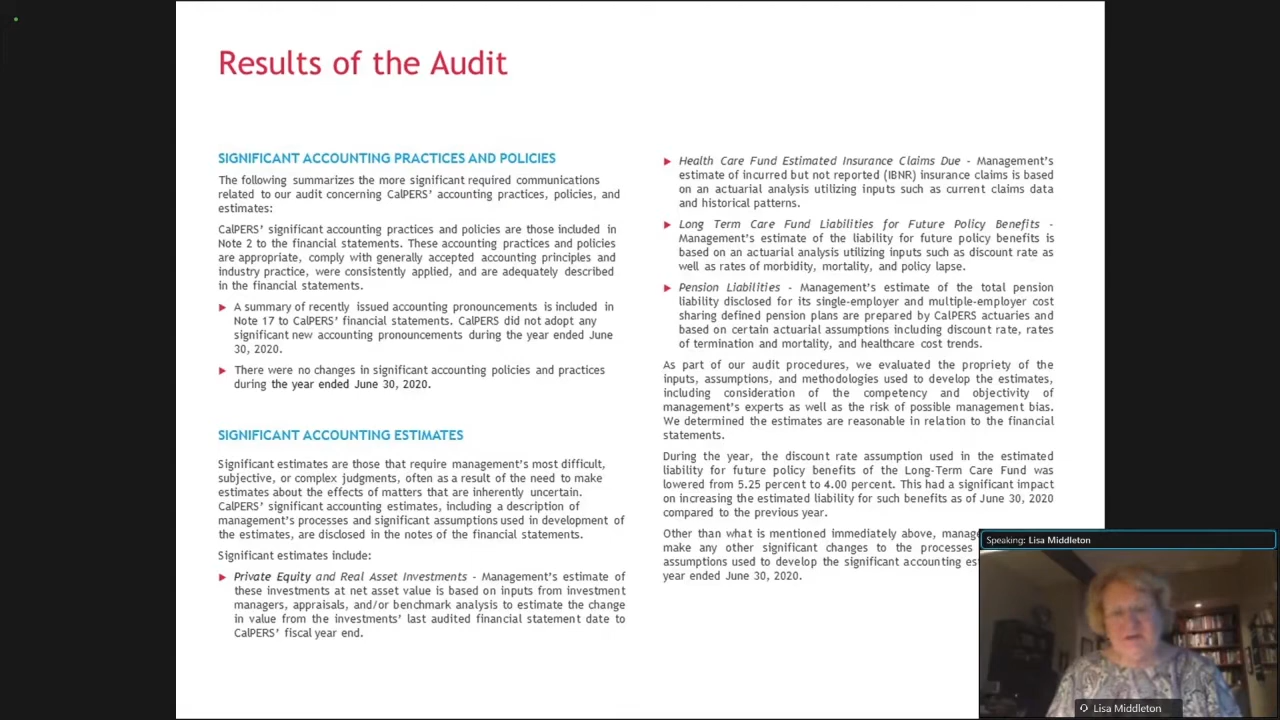 Results of the Audit
SIGNIFICANT ACCOUNTING PRACTICES AND POLICIES
The following summarizes the more significant required communications
related to our audit concerning CalPERS’ accounting practices, policies, and
estimates:
CalPERS’ significant accounting practices and policies are those included in
Note 2 to the financial statements. These accounting practices and policies
are appropriate, comply with generally accepted accounting principles and
industry practice, were consistently applied, and are adequately described
in the financial statements.
A summary of recently issued accounting pronouncements is included in
Note 17 to CalPERS’ financial statements. CalPERS did not adopt any
significant new accounting pronouncements during the year ended June
30, 2020.
There were no changes in significant accounting policies and practices
during the year ended June 30, 2020.
SIGNIFICANT ACCOUNTING ESTIMATES
Significant estimates are those that require management’s most difficult,
subjective, or complex judgments, often as a result of the need to make
estimates about the effects of matters that are inherently uncertain.
CalPERS’ significant accounting estimates, including a description of
management’s processes and significant assumptions used in development of
the estimates, are disclosed in the notes of the financial statements.
Significant estimates include:
Private Equity and Real Asset Investments - Management’s estimate of
these investments at net asset value is based on inputs from investment
managers, appraisals, and/or benchmark analysis to estimate the change
in value from the investments’ last audited financial statement date to
CalPERS’ fiscal year end.
Health Care Fund Estimated Insurance Claims Due - Management’s
estimate of incurred but not reported (IBNR) insurance claims is based
on an actuarial analysis utilizing inputs such as current claims data
and historical patterns.
Long Term Care Fund Liabilities for Future Policy Benefits -
Management’s estimate of the liability for future policy benefits is
based on an actuarial analysis utilizing inputs such as discount rate as
well as rates of morbidity, mortality, and policy lapse.
Pension Liabilities - Management’s estimate of the total pension
liability disclosed for its single-employer and multiple-employer cost
sharing defined pension plans are prepared by CalPERS actuaries and
based on certain actuarial assumptions including discount rate, rates
of termination and mortality, and healthcare cost trends.
As part of our audit procedures, we evaluated the propriety of the
inputs, assumptions, and methodologies used to develop the estimates,
including consideration of the competency and objectivity of
management’s experts as well as the risk of possible management bias.
We determined the estimates are reasonable in relation to the financial
statements.
During the year, the discount rate assumption used in the estimated
liability for future policy benefits of the Long-Term Care Fund was
lowered from 5.25 percent to 4.00 percent. This had a significant impact
on increasing the estimated liability for such benefits as of June 30, 2020
compared to the previous year.
Other than what is mentioned immediately above,
make any other significant changes to the processes
assumptions used to develop the significant accounting
year ended June 30, 2020.
Speaking: Lisa Middleton
Lisa Middleton